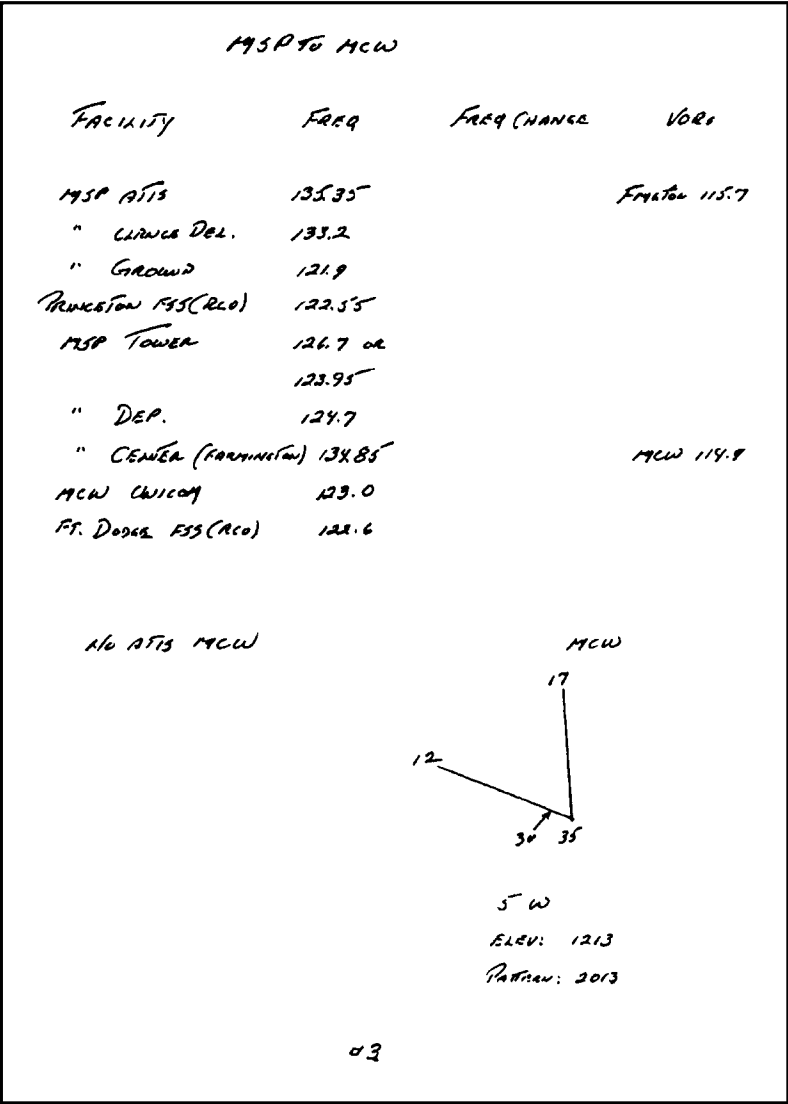 MSP TO MCW
FACILITY FREQ FREQ CHANGE VORs
MSP ATIS 135.35 FMGTON 115.7
" CLRNCE DEL. 133.2
" GROUND 121.9
PRINCETON FSS (RCO) 122.55
MSP TOWER 126.7 OR
123.95
" DEP. 124.7
" CENTER (FARMINGTON) 134.85 MCW 114.9
MCW UNICOM 123.0
FT. DODGE FSS (RCO) 122.6
NO ATIS MCW MCW
17
12
30 35
5 W
ELEV: 1213
PATTERN: 2013
#3